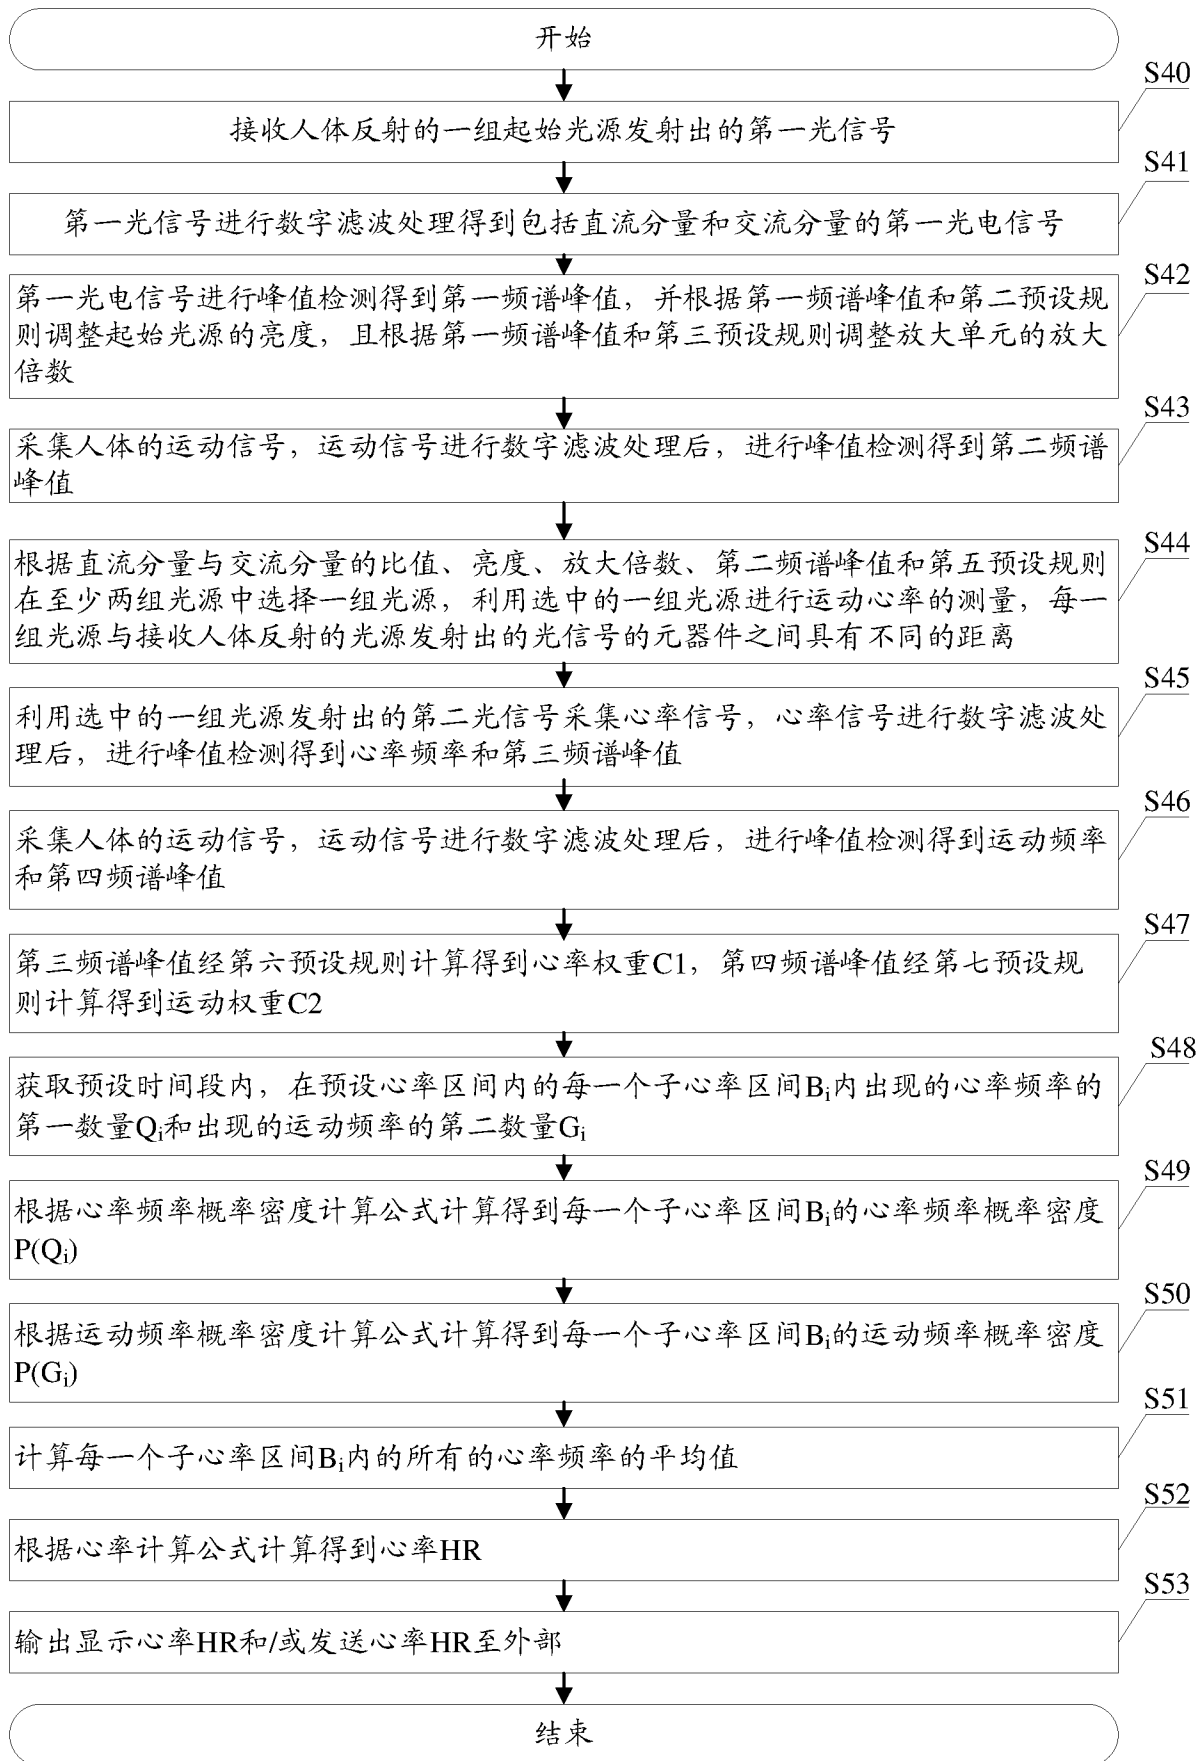 开始
S40
接收人体反射的一组起始光源发射出的第一光信号
S41
第一光信号进行数字滤波处理得到包括直流分量和交流分量的第一光电信号
S42
第一光电信号进行峰值检测得到第一频谱峰值，并根据第一频谱峰值和第二预设规
则调整起始光源的亮度，且根据第一频谱峰值和第三预设规则调整放大单元的放大
倍数
S43
采集人体的运动信号，运动信号进行数字滤波处理后，进行峰值检测得到第二频谱
峰值
S44
根据直流分量与交流分量的比值、亮度、放大倍数、第二频谱峰值和第五预设规则
在至少两组光源中选择一组光源，利用选中的一组光源进行运动心率的测量，每一
组光源与接收人体反射的光源发射出的光信号的元器件之间具有不同的距离
S45
利用选中的一组光源发射出的第二光信号采集心率信号，心率信号进行数字滤波处
理后，进行峰值检测得到心率频率和第三频谱峰值
S46
采集人体的运动信号，运动信号进行数字滤波处理后，进行峰值检测得到运动频率
和第四频谱峰值
S47
第三频谱峰值经第六预设规则计算得到心率权重C1，第四频谱峰值经第七预设规
则计算得到运动权重C2
S48
获取预设时间段内，在预设心率区间内的每一个子心率区间Bi内出现的心率频率的
第一数量Qi和出现的运动频率的第二数量Gi
S49
根据心率频率概率密度计算公式计算得到每一个子心率区间Bi的心率频率概率密度
P(Qi)
S50
根据运动频率概率密度计算公式计算得到每一个子心率区间Bi的运动频率概率密度
P(Gi)
S51
计算每一个子心率区间Bi内的所有的心率频率的平均值
S52
根据心率计算公式计算得到心率HR
S53
输出显示心率HR和/或发送心率HR至外部
结束